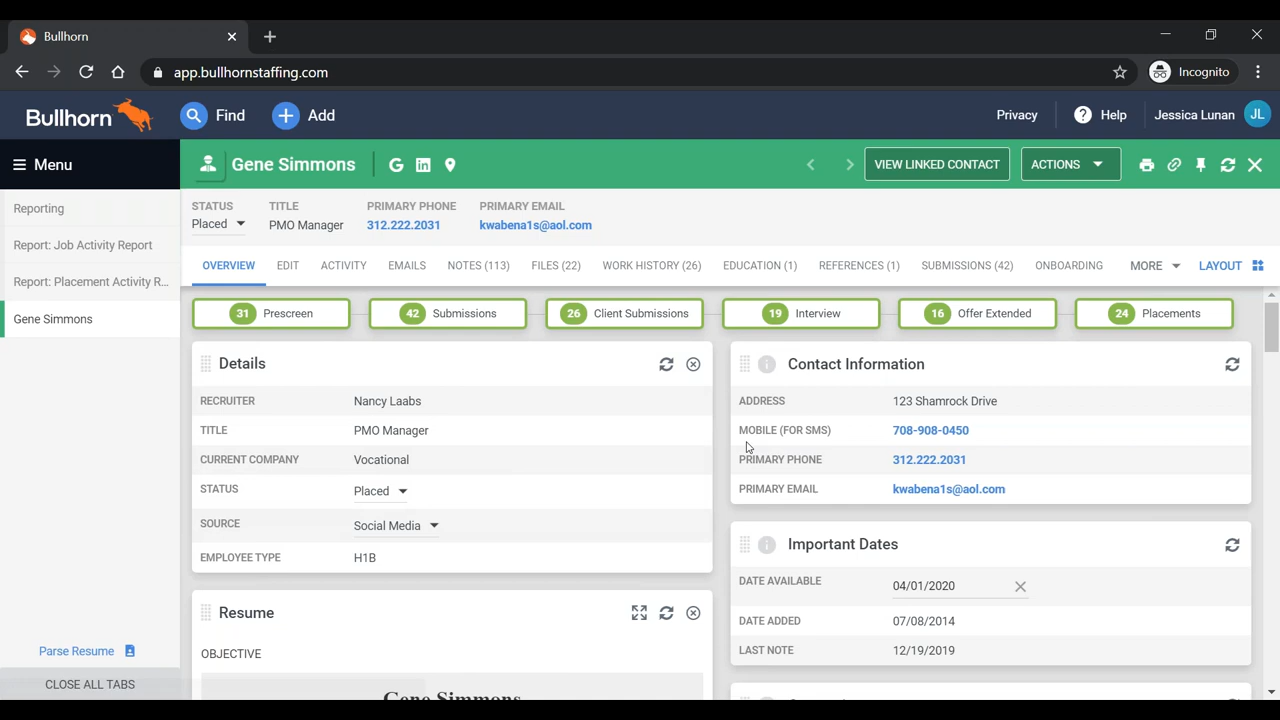 Bullhorn
app.bullhornstaffing.com
Incognito
Bullhorn
Find
Add
Privacy
Help
Jessica Lunan
JL
Menu
Gene Simmons
VIEW LINKED CONTACT
ACTIONS
Reporting
Report: Job Activity Report
Report: Placement Activity R...
Gene Simmons
STATUS
TITLE
PRIMARY PHONE
PRIMARY EMAIL
Placed
PMO Manager
312.222.2031
kwabena1s@aol.com
OVERVIEW
EDIT
ACTIVITY
EMAILS
NOTES (113)
FILES (22)
WORK HISTORY (26)
EDUCATION (1)
REFERENCES (1)
SUBMISSIONS (42)
ONBOARDING
MORE
LAYOUT
31 Prescreen
42 Submissions
26 Client Submissions
19 Interview
16 Offer Extended
24 Placements
Details
RECRUITER Nancy Laabs
TITLE PMO Manager
CURRENT COMPANY Vocational
STATUS Placed
SOURCE Social Media
EMPLOYEE TYPE H1B
Resume
OBJECTIVE
Gene Simmons
Contact Information
ADDRESS 123 Shamrock Drive
MOBILE (FOR SMS) 708-908-0450
PRIMARY PHONE 312.222.2031
PRIMARY EMAIL kwabena1s@aol.com
Important Dates
DATE AVAILABLE 04/01/2020
DATE ADDED 07/08/2014
LAST NOTE 12/19/2019
Parse Resume
CLOSE ALL TABS